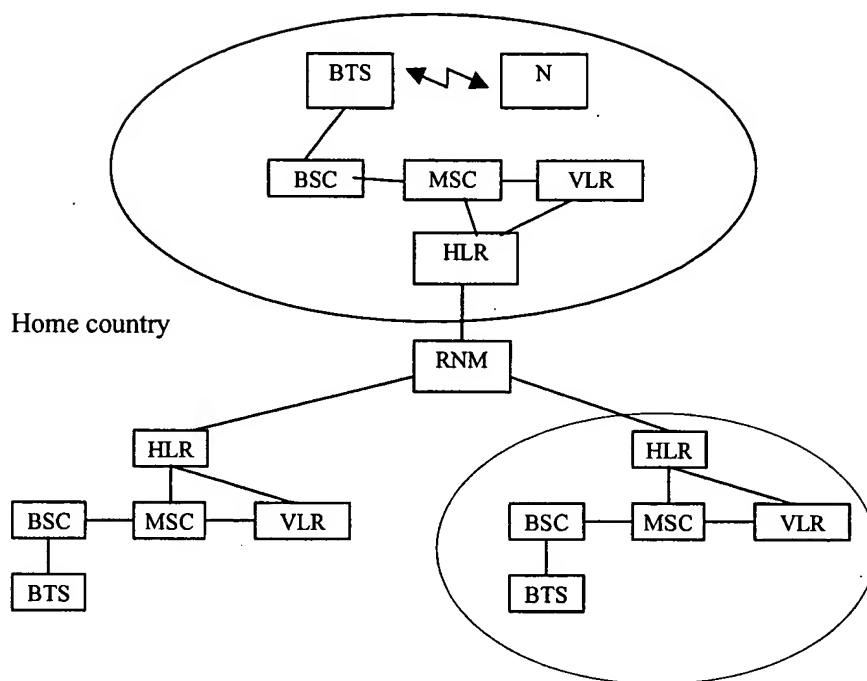 BTS N
BSC MSC VLR
HLR
Home country
RNM
HLR HLR
BSC MSC VLR BSC MSC VLR
BTS BTS